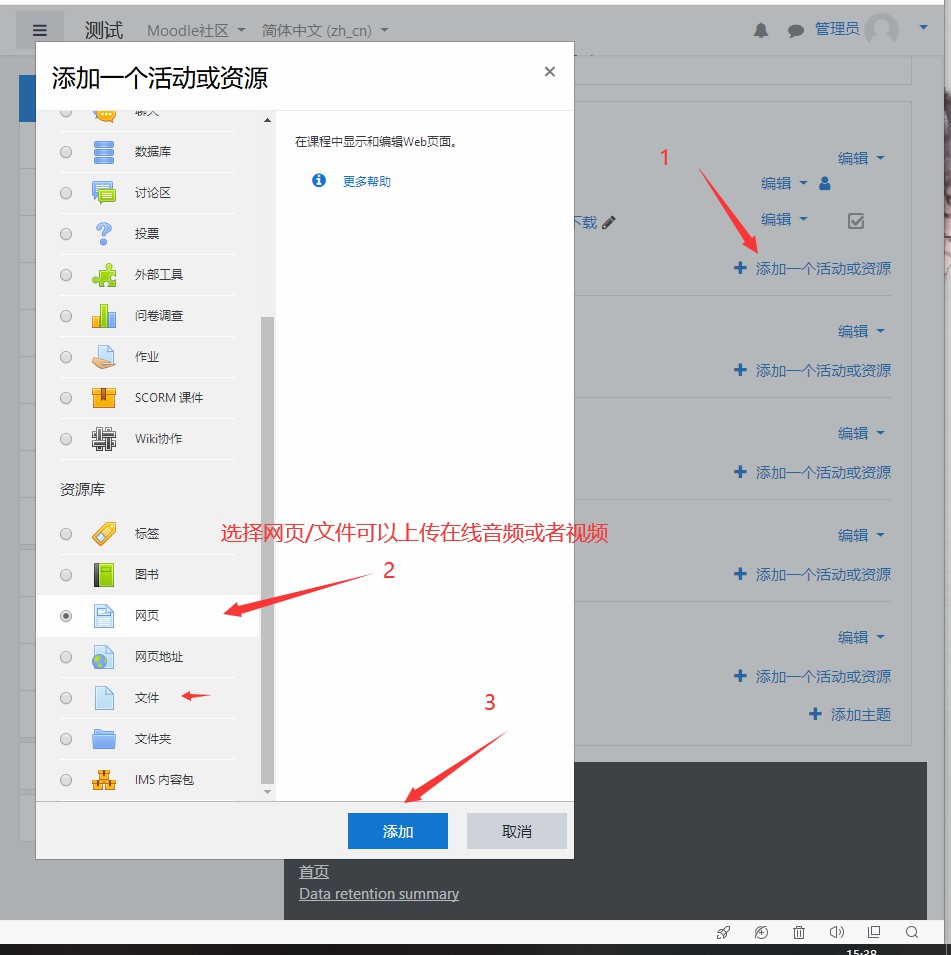 测试 Moodle社区 简体中文 (zh_cn) 管理员
添加一个活动或资源 ×
聊天
数据库
讨论区
投票
外部工具
问卷调查
作业
SCORM 课件
Wiki协作
资源库
标签
图书
网页
网页地址
文件
文件夹
IMS 内容包
在课程中显示和编辑Web页面。
更多帮助
选择网页/文件可以上传在线音频或者视频
2
3
添加 取消
1
编辑
编辑
下载 编辑
添加一个活动或资源
编辑
添加一个活动或资源
编辑
添加一个活动或资源
编辑
添加一个活动或资源
编辑
添加一个活动或资源
添加主题
首页
Data retention summary
15:38